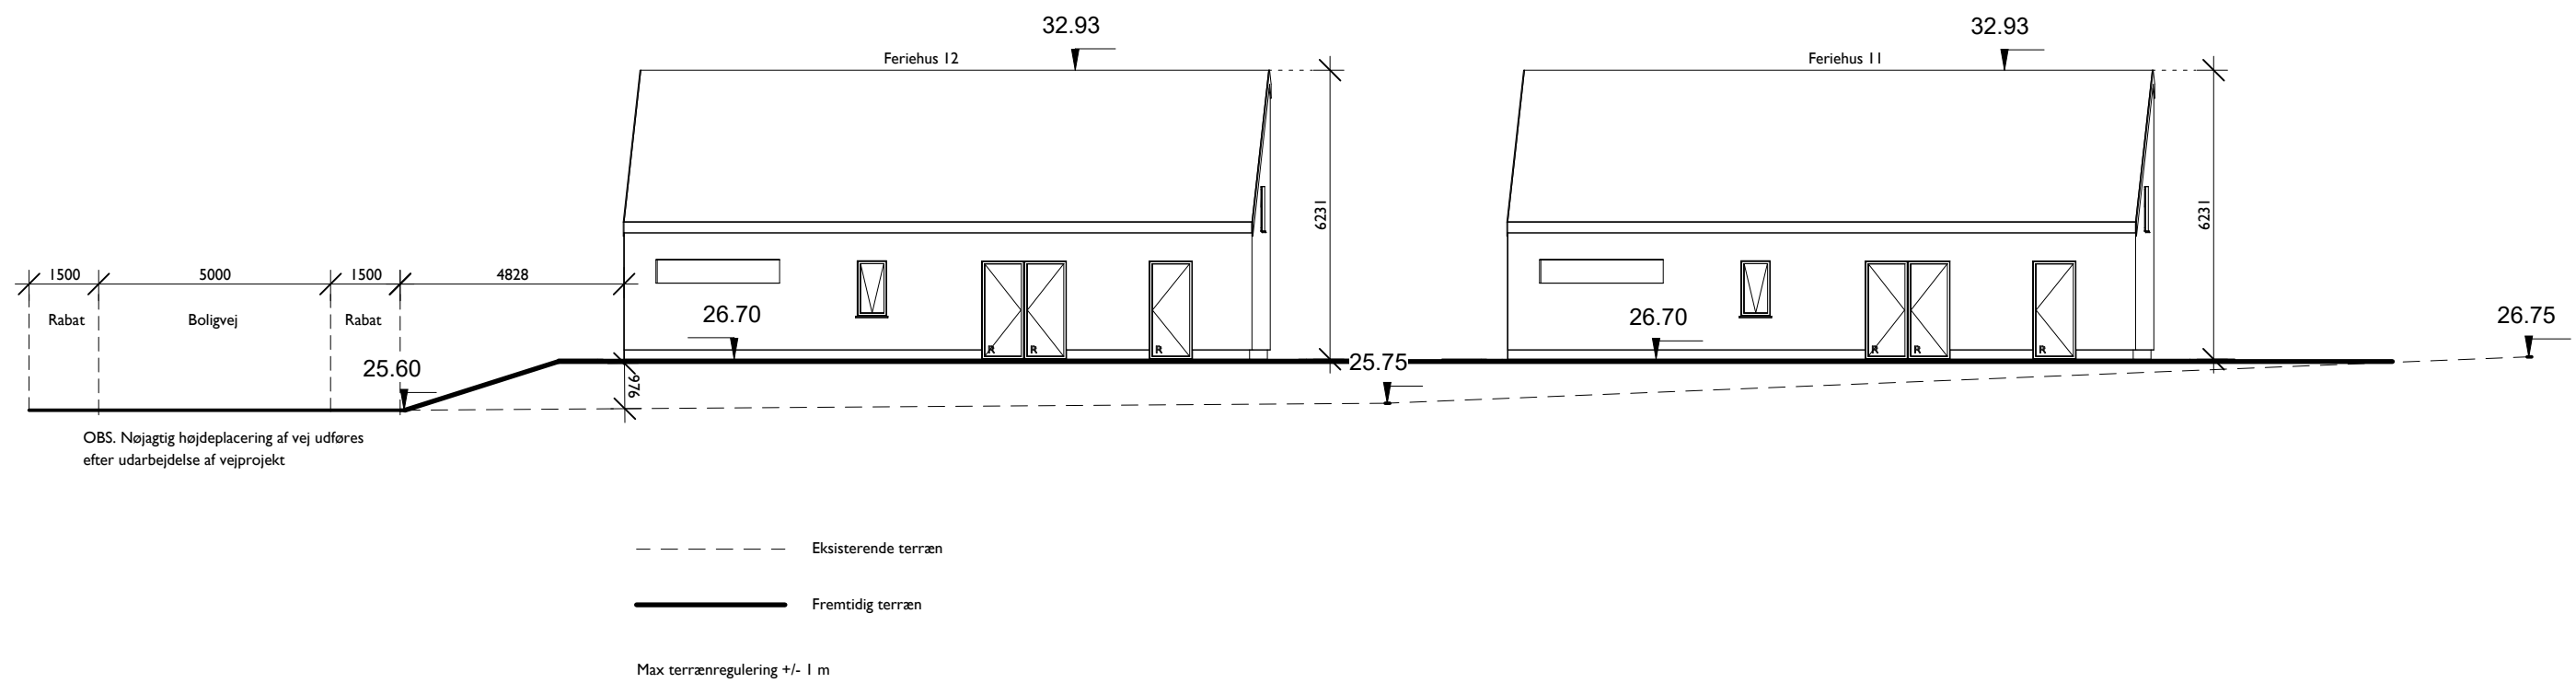 32.93
32.93
Feriehus 12
Feriehus 11
6231
6231
1500
5000
1500
4828
Rabat
Boligvej
Rabat
26.70
26.70
26.75
R
R
R
R
R
R
25.60
25.75
976
OBS. Nøjagtig højdeplacering af vej udføres
efter udarbejdelse af vejprojekt
Eksisterende terræn
Fremtidig terræn
Max terrænregulering +/- 1 m